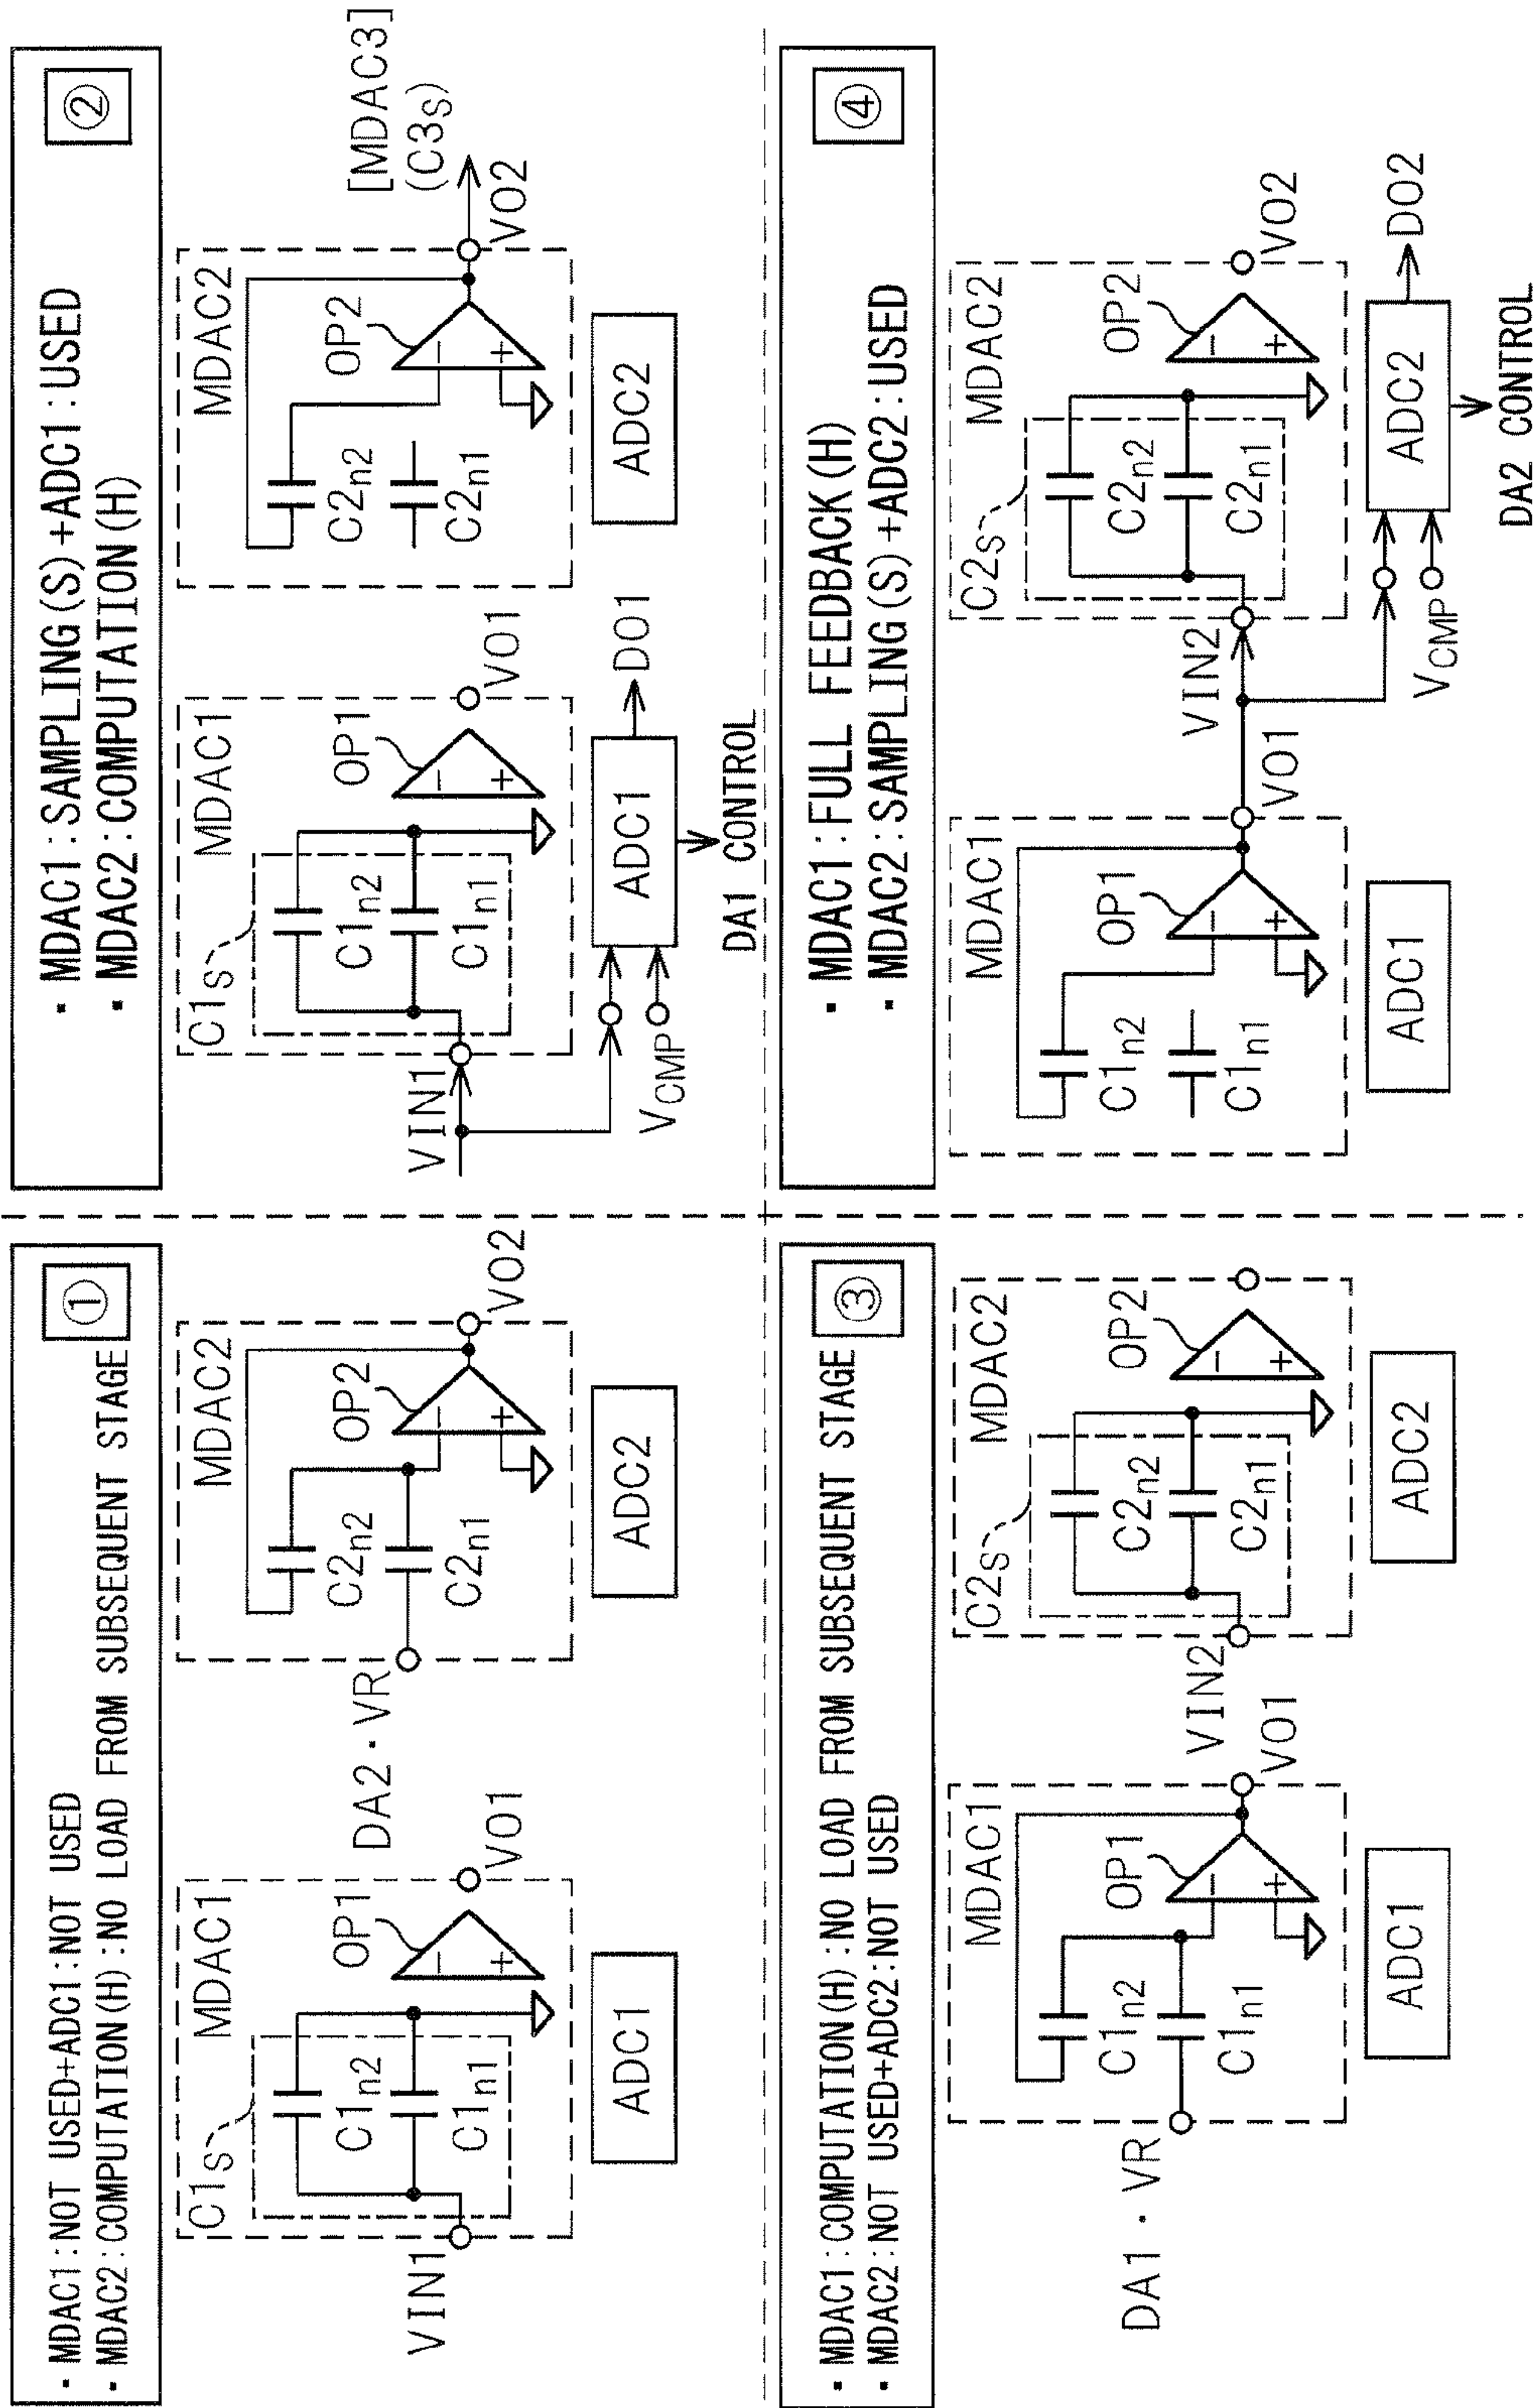 ①
• MDAC1:NOT USED+ADC1:NOT USED
• MDAC2:COMPUTATION(H):NO LOAD FROM SUBSEQUENT STAGE
C1S
MDAC1
C1n2
C1n1
OP1
VIN1
VO1
ADC1
MDAC2
C2n2
C2n1
OP2
DA2・VR
VO2
ADC2
②
• MDAC1:SAMPLING(S)+ADC1:USED
• MDAC2:COMPUTATION(H)
C1S
MDAC1
C1n2
C1n1
OP1
VIN1
VO1
VCMP
ADC1
DO1
DA1 CONTROL
MDAC2
C2n2
C2n1
OP2
VO2
[MDAC3]
(C3S)
ADC2
③
• MDAC1:COMPUTATION(H):NO LOAD FROM SUBSEQUENT STAGE
• MDAC2:NOT USED+ADC2:NOT USED
MDAC1
C1n2
C1n1
OP1
DA1・VR
VO1
ADC1
C2S
MDAC2
C2n2
C2n1
OP2
VIN2
ADC2
④
• MDAC1:FULL FEEDBACK(H)
• MDAC2:SAMPLING(S)+ADC2:USED
MDAC1
C1n2
C1n1
OP1
VO1
ADC1
C2S
MDAC2
C2n2
C2n1
OP2
VIN2
VO2
VCMP
ADC2
DO2
DA2 CONTROL